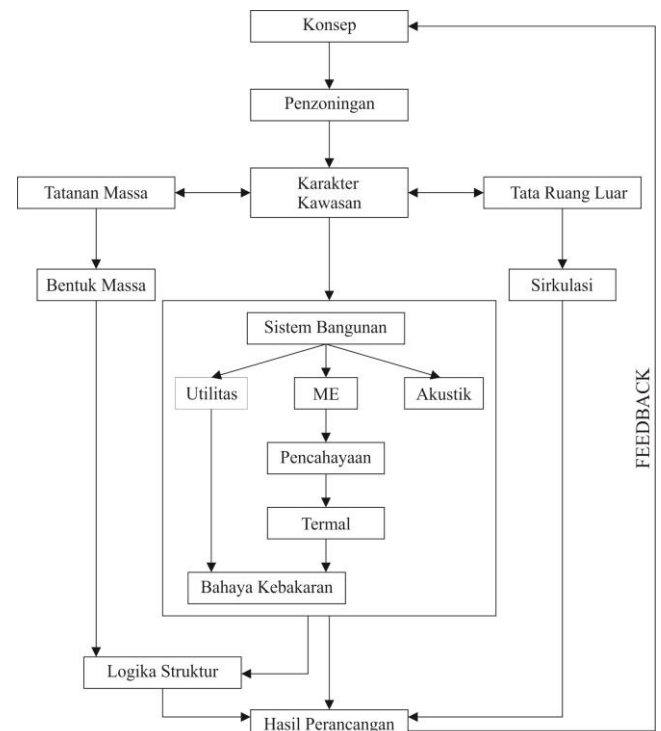 Konsep
Penzoningan
Tatanan Massa
Karakter
Kawasan
Tata Ruang Luar
Bentuk Massa
Sirkulasi
Sistem Bangunan
Utilitas
ME
Akustik
Pencahayaan
Termal
Bahaya Kebakaran
Logika Struktur
Hasil Perancangan
FEEDBACK